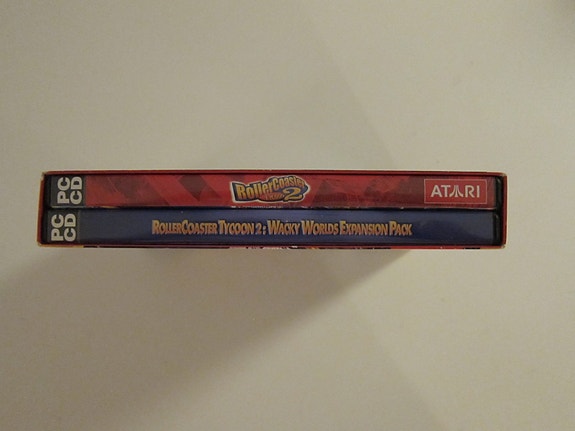 PC CD
RollerCoaster
Tycoon 2
ATARI
PC CD
RollerCoaster Tycoon 2: Wacky Worlds Expansion Pack